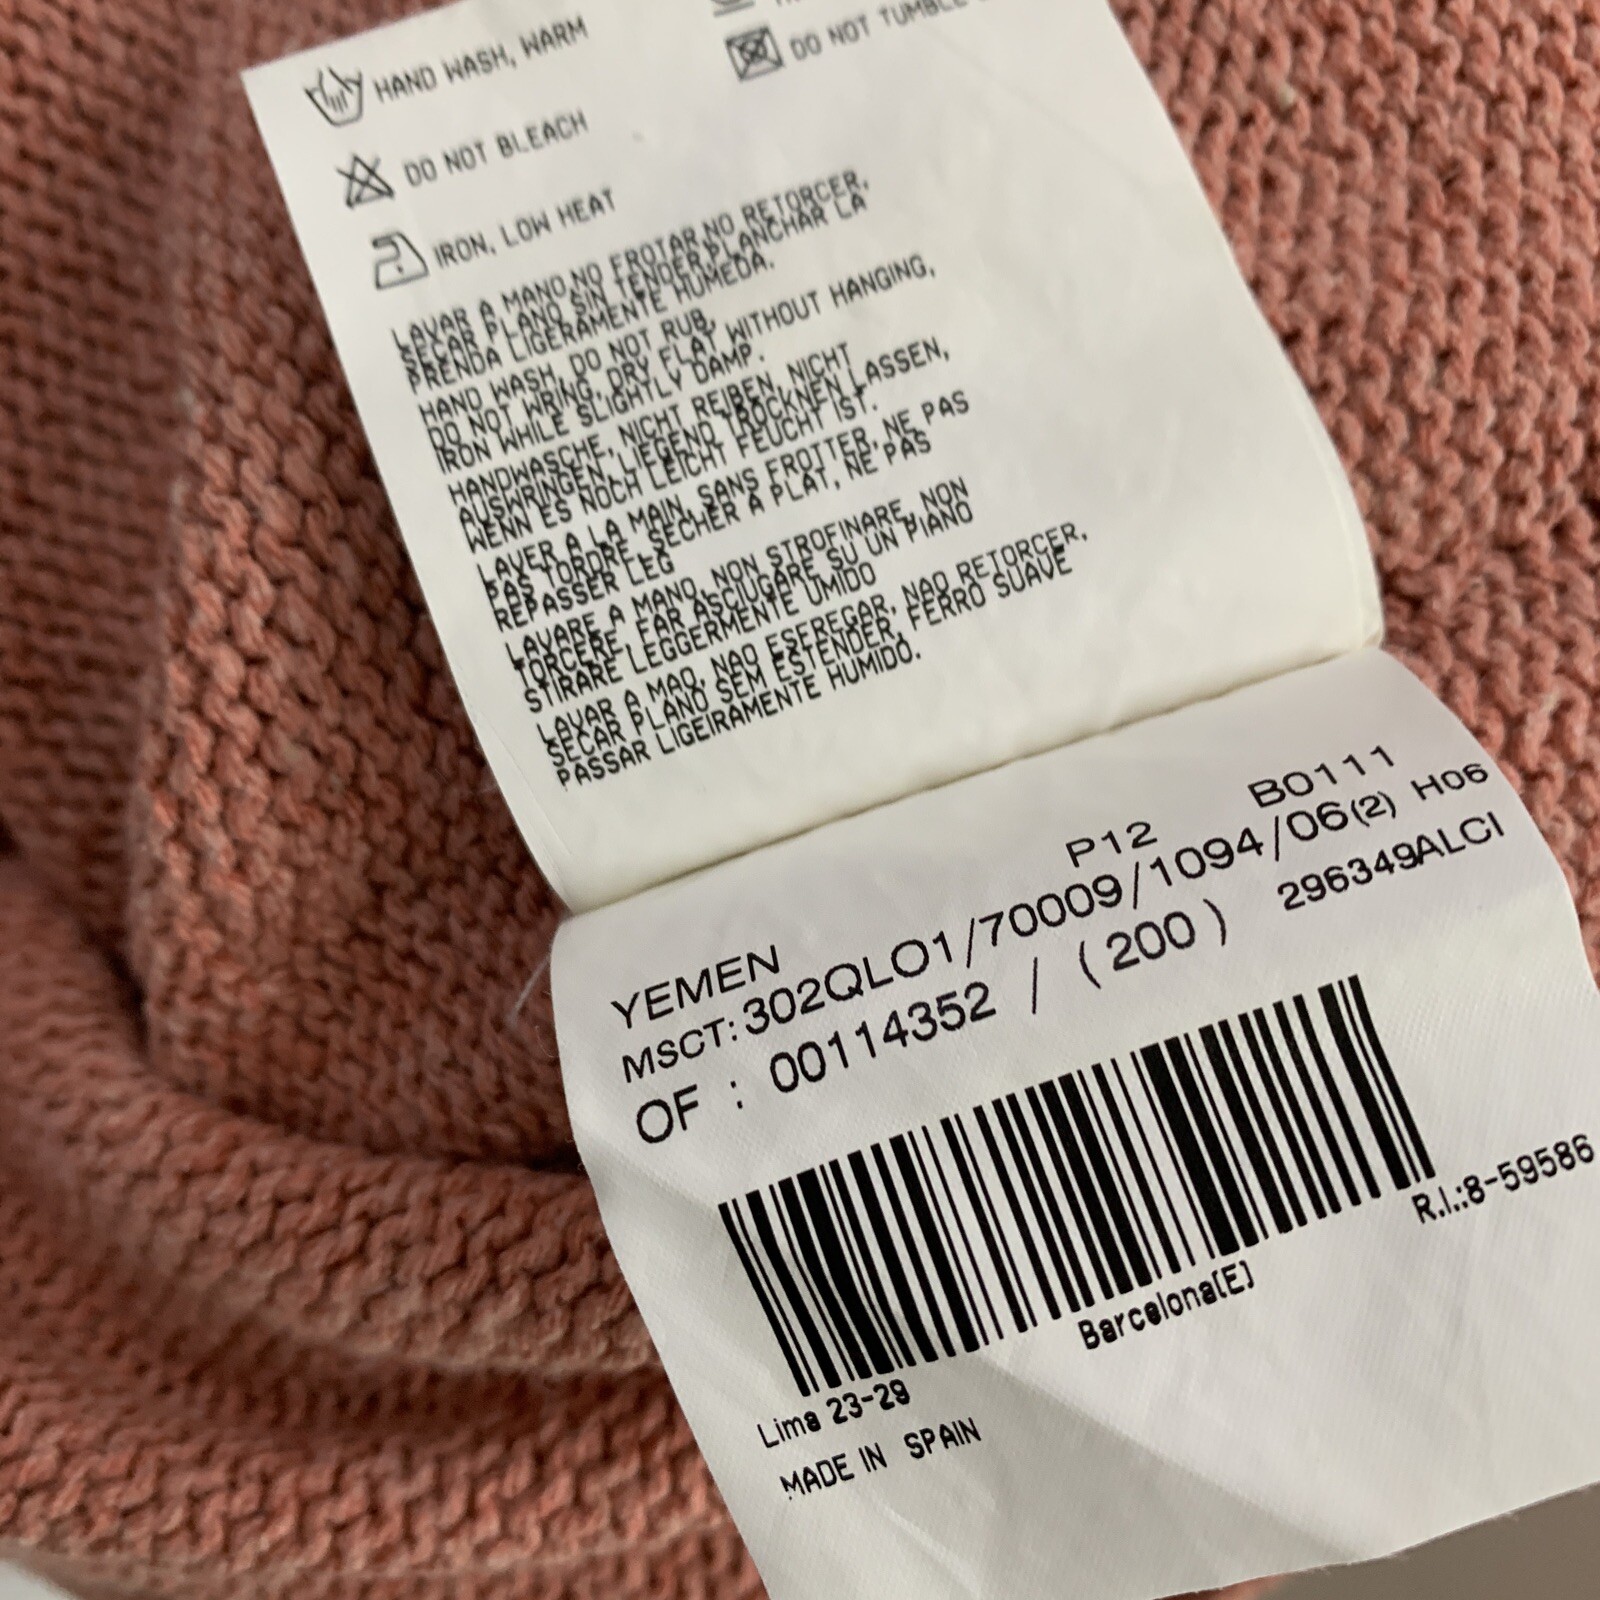 HAND WASH, WARM
DO NOT TUMBLE
DO NOT BLEACH
IRON, LOW HEAT
LAVAR A MANO, NO FROTAR NO RETORCER,
SECAR PLANO SIN TENDER, PLANCHAR LA
PRENDA LIGERAMENTE HUMEDA.
HAND WASH, DO NOT RUB,
DO NOT WRING, DRY FLAT WITHOUT HANGING,
IRON WHILE SLIGHTLY DAMP.
HANDWASCHE, NICHT REIBEN, NICHT
AUSWRINGEN, LIEGEND TROCKNEN LASSEN,
WENN ES NOCH LEICHT FEUCHT IST.
LAVER A LA MAIN, SANS FROTTER, NE PAS
PAS TORDRE, SECHER A PLAT, NE PAS
REPASSER LEG
LAVARE A MANO, NON STROFINARE, NON
TORCERE, FAR ASCIUGARE SU UN PIANO
STIRARE LEGGERMENTE UMIDO
LAVAR A MAO, NAO ESFREGAR, NAO RETORCER,
SECAR PLANO SEM ESTENDER, FERRO SUAVE
PASSAR LIGEIRAMENTE HUMIDO.
P12 B0111
YEMEN
MSCT: 302QLO1/70009/1094/06(2) H06
OF : 00114352 / (200) 296349ALCI
R.I.:8-59586
Barcelona(E)
Lima 23-29
MADE IN SPAIN